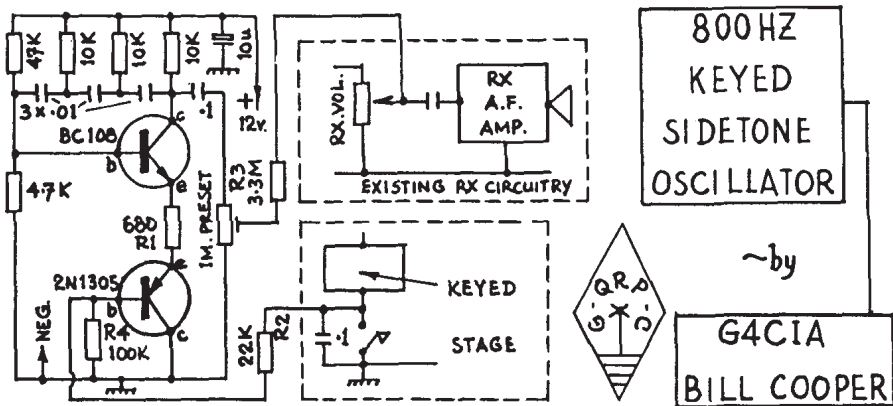 47K
10K
10K
10K
10u
3 x .01
.1
+
12v.
BC108
b
c
e
4.7K
680
R1
1M. PRESET
R3
3.3M
2N1305
b
e
c
NEG.
R4
100K
22K
R2
RX.VOL.
RX
A.F.
AMP.
EXISTING RX CIRCUITRY
KEYED
.1
STAGE
800HZ
KEYED
SIDETONE
OSCILLATOR
~by
G-QRP-C
G4CIA
BILL COOPER